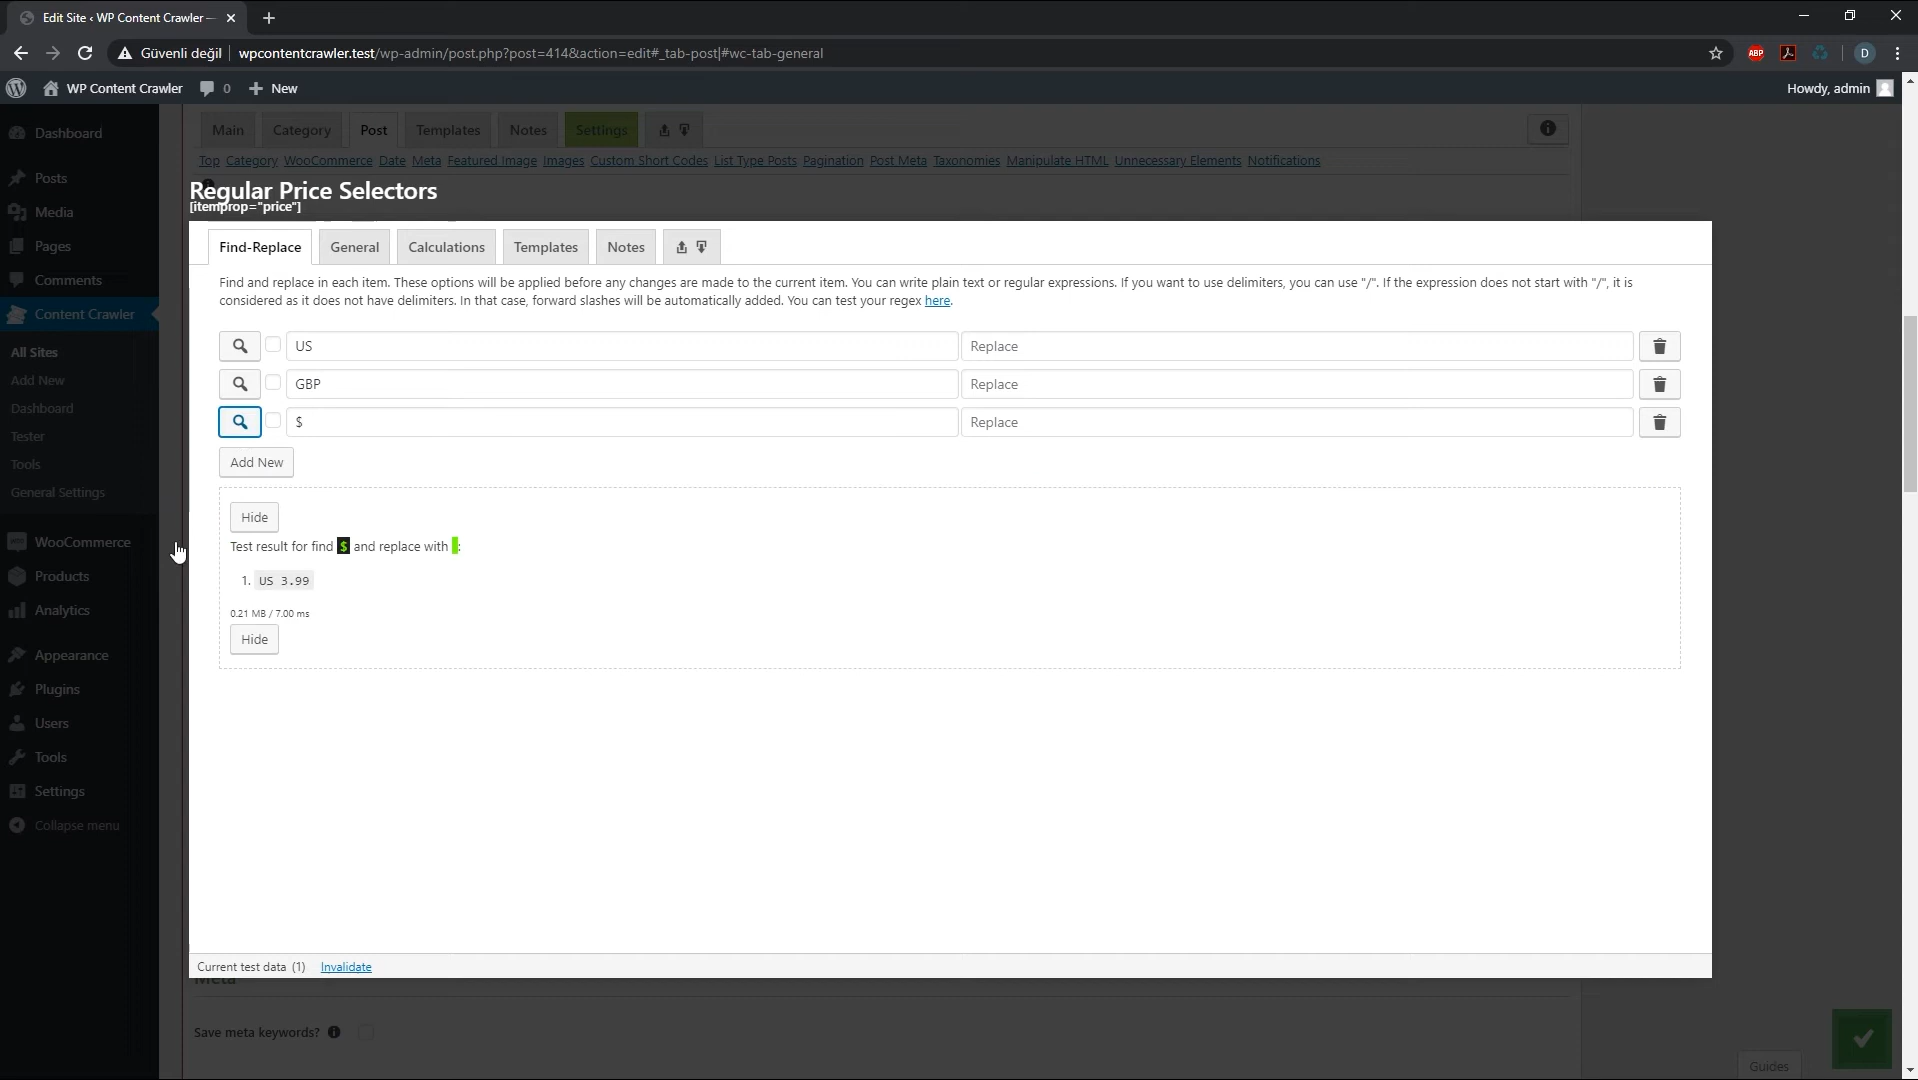 Edit Site ‹ WP Content Crawler —
Güvenli değil
wpcontentcrawler.test/wp-admin/post.php?post=414&action=edit#_tab-post|#wc-tab-general
ABP
D
WP Content Crawler 0 New
Howdy, admin
Main Category Post Templates Notes Settings
Top Category WooCommerce Date Meta Featured Image Images Custom Short Codes List Type Posts Pagination Post Meta Taxonomies Manipulate HTML Unnecessary Elements Notifications
Dashboard
Posts
Media
Pages
Comments
Content Crawler
All Sites
Add New
Dashboard
Tester
Tools
General Settings
WooCommerce
Products
Analytics
Appearance
Plugins
Users
Tools
Settings
Collapse menu
Regular Price Selectors
[itemprop="price"]
Find-Replace General Calculations Templates Notes
Find and replace in each item. These options will be applied before any changes are made to the current item. You can write plain text or regular expressions. If you want to use delimiters, you can use "/". If the expression does not start with "/", it is
considered as it does not have delimiters. In that case, forward slashes will be automatically added. You can test your regex here.
US Replace
GBP Replace
$ Replace
Add New
Hide
Test result for find $ and replace with :
1. US 3.99
0.21 MB / 7.00 ms
Hide
Current test data (1) Invalidate
Meta
Save meta keywords?
Guides